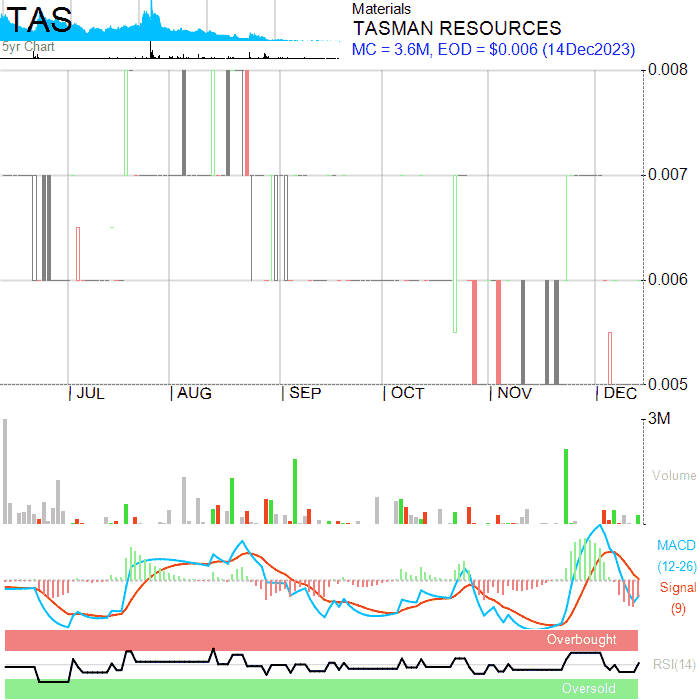 TAS
5yr Chart
Materials
TASMAN RESOURCES
MC = 3.6M, EOD = $0.006 (14Dec2023)
0.008
0.007
0.006
0.005
JUL AUG SEP OCT NOV DEC
3M
Volume
MACD
(12-26)
Signal
(9)
Overbought
RSI(14)
Oversold